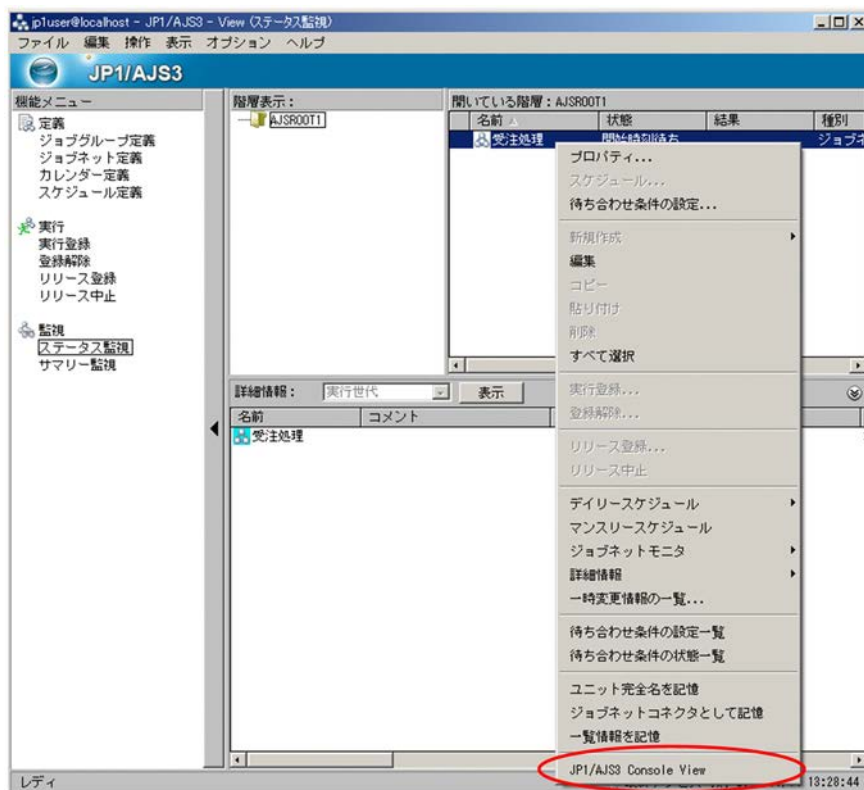 jp1user@localhost - JP1/AJS3 - View (ステータス監視)
ファイル 編集 操作 表示 オプション ヘルプ
JP1/AJS3
機能メニュー
定義
ジョブグループ定義
ジョブネット定義
カレンダー定義
スケジュール定義
実行
実行登録
登録解除
リリース登録
リリース中止
監視
ステータス監視
サマリー監視
階層表示:
AJSROOT1
開いている階層:AJSROOT1
名前 状態 結果 種別
受注処理 開始時刻待ち ジョブネ
プロパティ...
スケジュール...
待ち合わせ条件の設定...
新規作成
編集
コピー
貼り付け
削除
すべて選択
実行登録...
登録解除...
リリース登録...
リリース中止
デイリースケジュール
マンスリースケジュール
ジョブネットモニタ
詳細情報
一時変更情報の一覧...
待ち合わせ条件の設定一覧
待ち合わせ条件の状態一覧
ユニット完全名を記憶
ジョブネットコネクタとして記憶
一覧情報を記憶
JP1/AJS3 Console View
詳細情報: 実行世代 表示
名前 コメント
受注処理
レディ
13:28:44